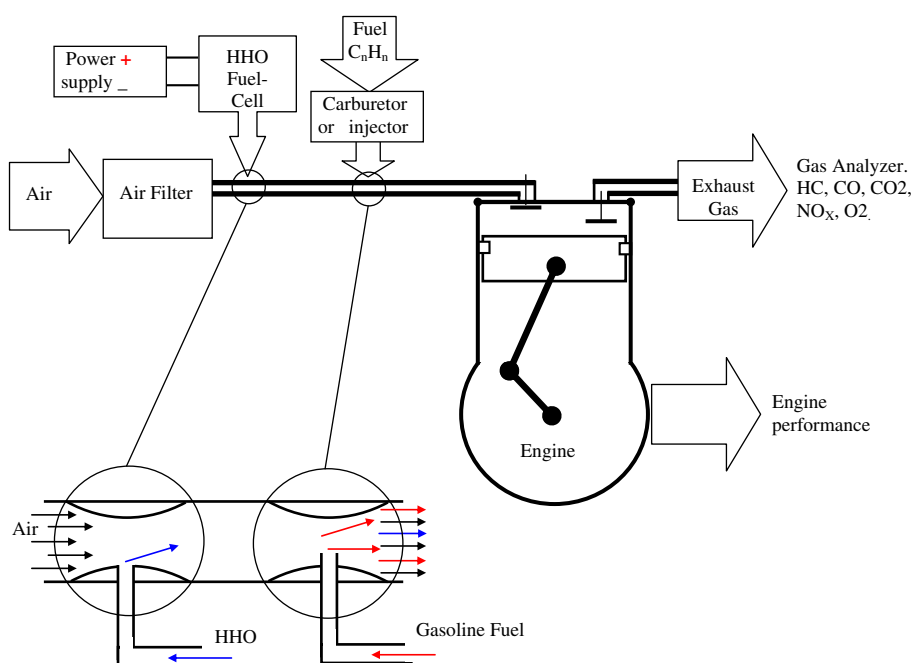 Power +
supply _
HHO
Fuel-
Cell
Fuel
CnHn
Carburetor
or injector
Air
Air Filter
Exhaust
Gas
Gas Analyzer.
HC, CO, CO2,
NOX, O2.
Engine
Engine
performance
Air
HHO
Gasoline Fuel